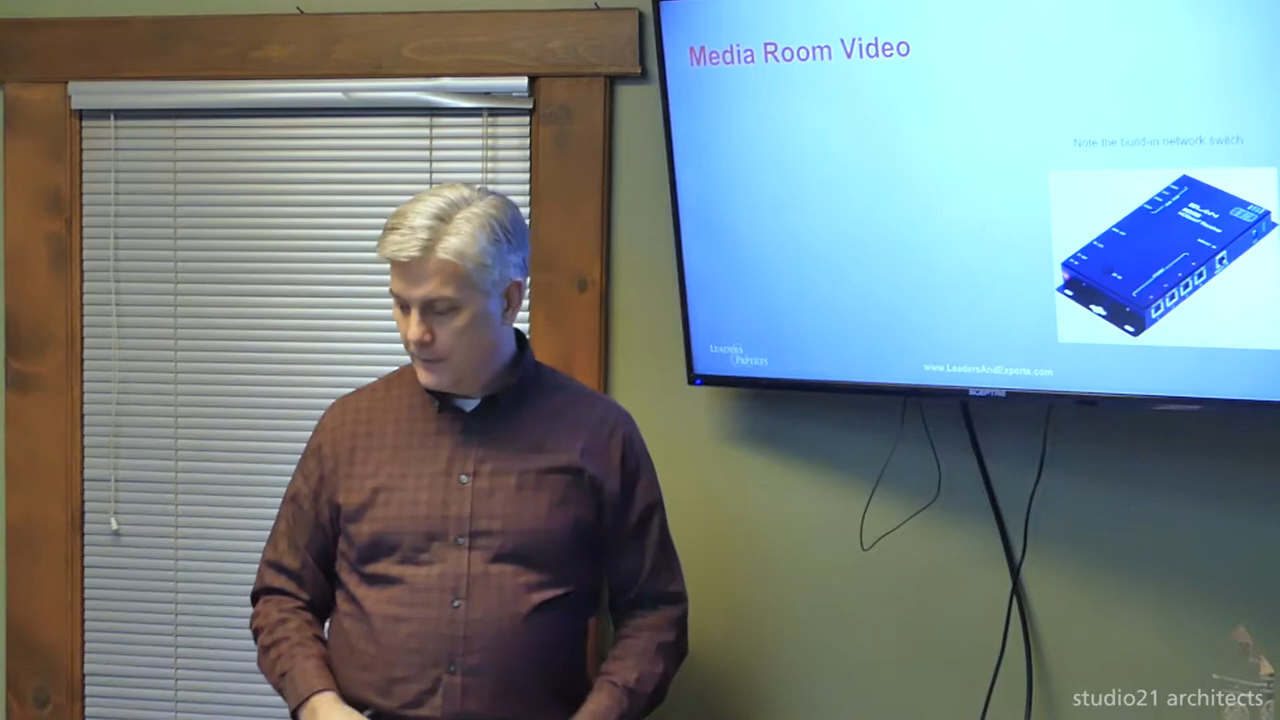 Media Room Video
Note the build-in network switch
LEADERS
EXPERTS
www.LeadersAndExperts.com
SCEPTRE
studio21 architects